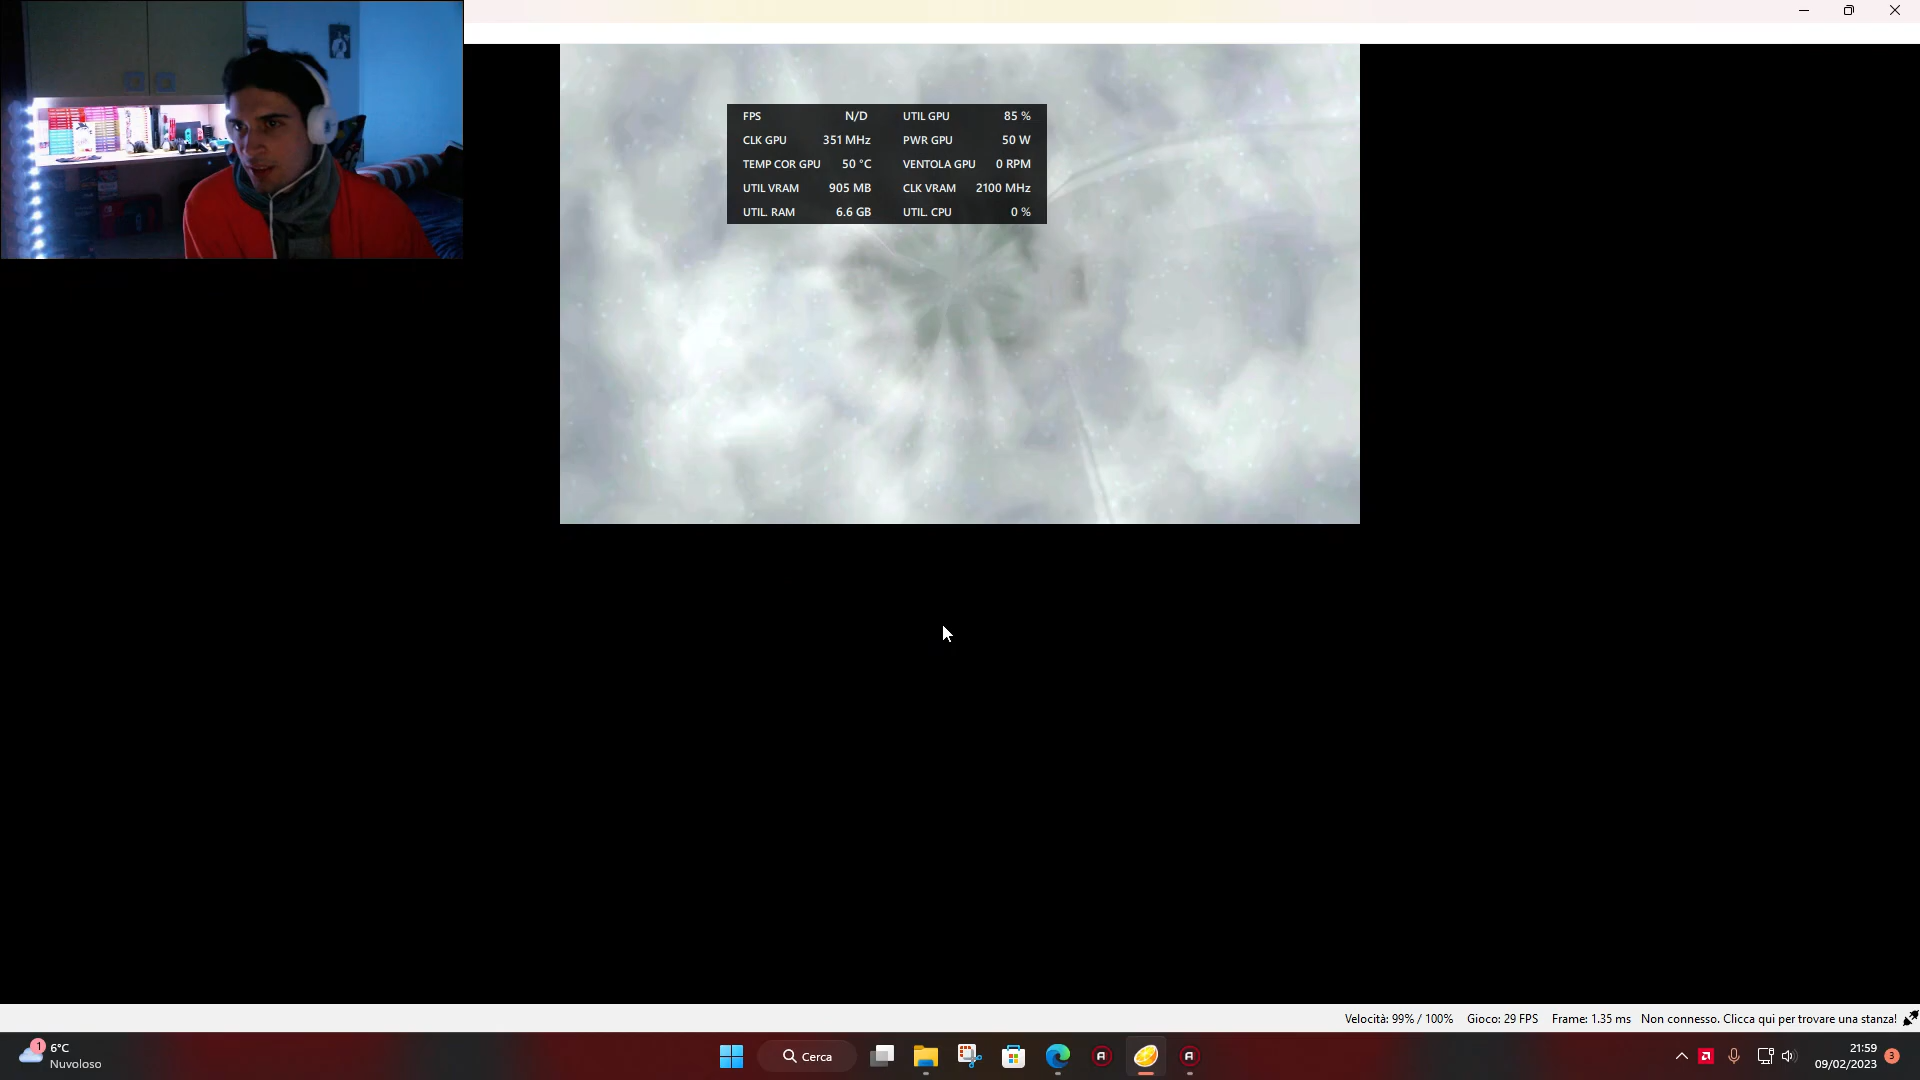 FPS N/D UTIL GPU 85 %
CLK GPU 351 MHz PWR GPU 50 W
TEMP COR GPU 50 °C VENTOLA GPU 0 RPM
UTIL VRAM 905 MB CLK VRAM 2100 MHz
UTIL. RAM 6.6 GB UTIL. CPU 0 %
Velocità: 99% / 100% Gioco: 29 FPS Frame: 1.35 ms Non connesso. Clicca qui per trovare una stanza!
1 6°C
Nuvoloso
Cerca
21:59
09/02/2023
3